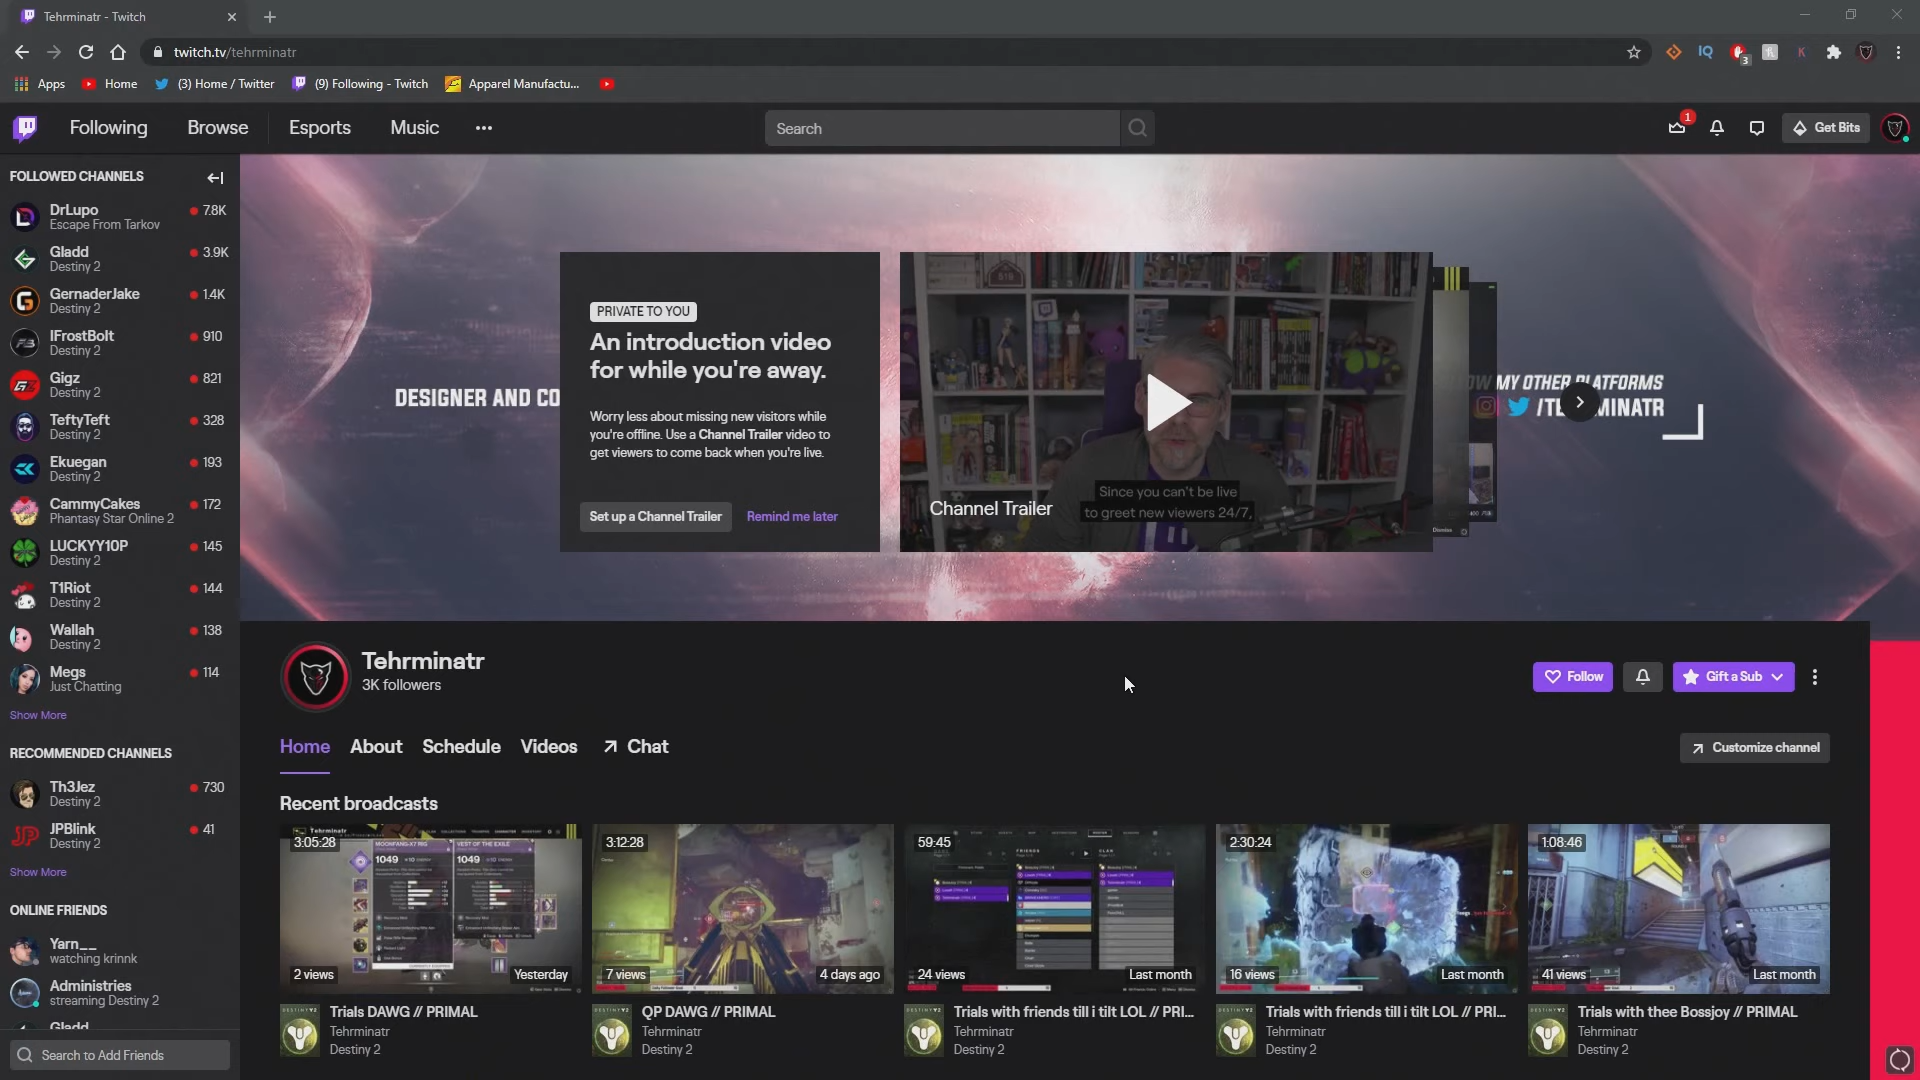 Tehrminatr - Twitch
twitch.tv/tehrminatr
3
Apps
Home
(3) Home / Twitter
(9) Following - Twitch
Apparel Manufactu...
Following
Browse
Esports
Music
Search
1
Get Bits
FOLLOWED CHANNELS
DrLupo
7.8K
Escape From Tarkov
Gladd
3.9K
Destiny 2
GernaderJake
1.4K
Destiny 2
IFrostBolt
910
Destiny 2
Gigz
821
Destiny 2
TeftyTeft
328
Destiny 2
Ekuegan
193
Destiny 2
CammyCakes
172
Phantasy Star Online 2
LUCKYY10P
145
Destiny 2
T1Riot
144
Destiny 2
Wallah
138
Destiny 2
Megs
114
Just Chatting
Show More
RECOMMENDED CHANNELS
Th3Jez
730
Destiny 2
JPBlink
41
Destiny 2
Show More
ONLINE FRIENDS
Yarn__
watching krinnk
Administries
streaming Destiny 2
Gladd
Search to Add Friends
DESIGNER AND CO
PRIVATE TO YOU
An introduction video
for while you're away.
Worry less about missing new visitors while
you're offline. Use a Channel Trailer video to
get viewers to come back when you're live.
Set up a Channel Trailer
Remind me later
Channel Trailer
Since you can't be live
to greet new viewers 24/7,
MY OTHER PLATFORMS
Tehrminatr
3K followers
Follow
Gift a Sub
Home
About
Schedule
Videos
Chat
Customize channel
Recent broadcasts
3:05:28
2 views
Yesterday
Trials DAWG // PRIMAL
Tehrminatr
Destiny 2
3:12:28
7 views
4 days ago
QP DAWG // PRIMAL
Tehrminatr
Destiny 2
59:45
24 views
Last month
Trials with friends till i tilt LOL // PRI...
Tehrminatr
Destiny 2
2:30:24
16 views
Last month
Trials with friends till i tilt LOL // PRI...
Tehrminatr
Destiny 2
1:08:46
41 views
Last month
Trials with thee Bossjoy // PRIMAL
Tehrminatr
Destiny 2